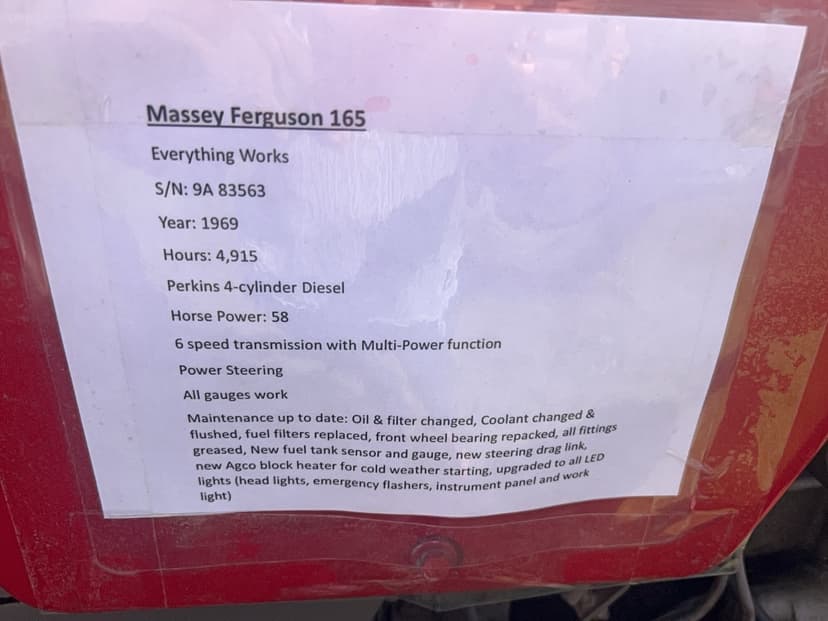 Massey Ferguson 165
Everything Works
S/N: 9A 83563
Year: 1969
Hours: 4,915
Perkins 4-cylinder Diesel
Horse Power: 58
6 speed transmission with Multi-Power function
Power Steering
All gauges work
Maintenance up to date: Oil & filter changed, Coolant changed &
flushed, fuel filters replaced, front wheel bearing repacked, all fittings
greased, New fuel tank sensor and gauge, new steering drag link,
new Agco block heater for cold weather starting, upgraded to all LED
lights (head lights, emergency flashers, instrument panel and work
light)